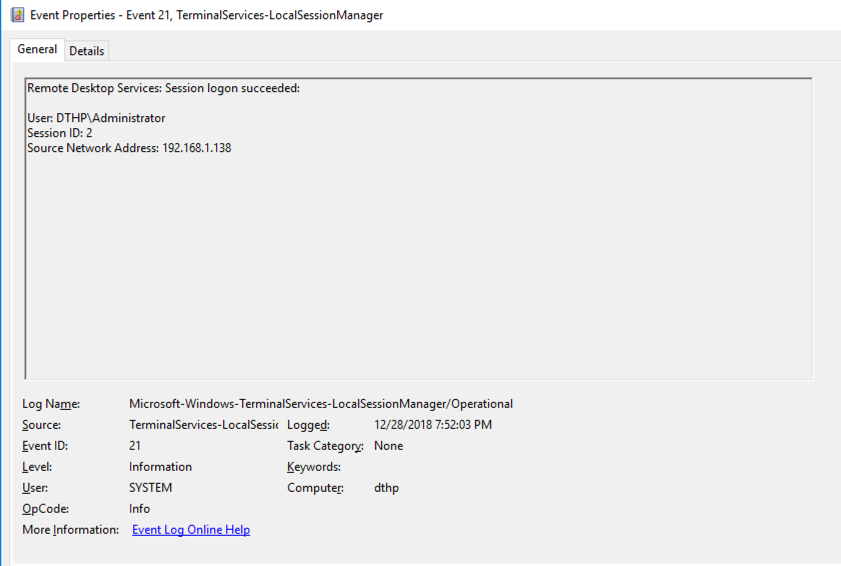 Event Properties - Event 21, TerminalServices-LocalSessionManager
General Details
Remote Desktop Services: Session logon succeeded:
User: DTHP\Administrator
Session ID: 2
Source Network Address: 192.168.1.138
Log Name: Microsoft-Windows-TerminalServices-LocalSessionManager/Operational
Source: TerminalServices-LocalSessic Logged: 12/28/2018 7:52:03 PM
Event ID: 21 Task Category: None
Level: Information Keywords:
User: SYSTEM Computer: dthp
OpCode: Info
More Information: Event Log Online Help